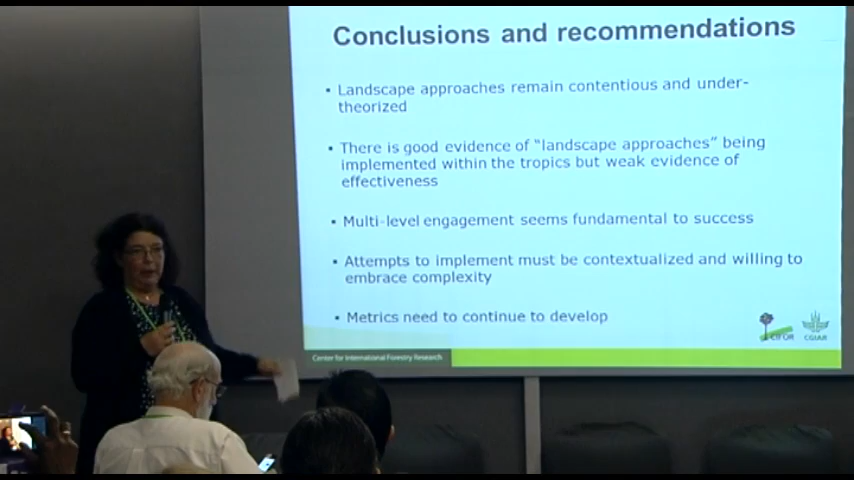 Conclusions and recommendations
▪ Landscape approaches remain contentious and under-
theorized
▪ There is good evidence of “landscape approaches” being
implemented within the tropics but weak evidence of
effectiveness
▪ Multi-level engagement seems fundamental to success
▪ Attempts to implement must be contextualized and willing to
embrace complexity
▪ Metrics need to continue to develop
CIFOR
CGIAR
Center for International Forestry Research